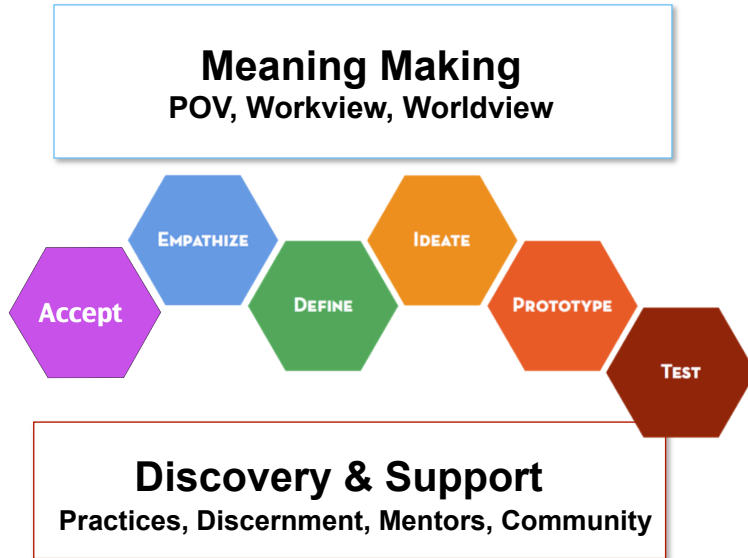 Meaning Making
POV, Workview, Worldview
EMPATHIZE
IDEATE
Accept
DEFINE
PROTOTYPE
TEST
Discovery & Support
Practices, Discernment, Mentors, Community